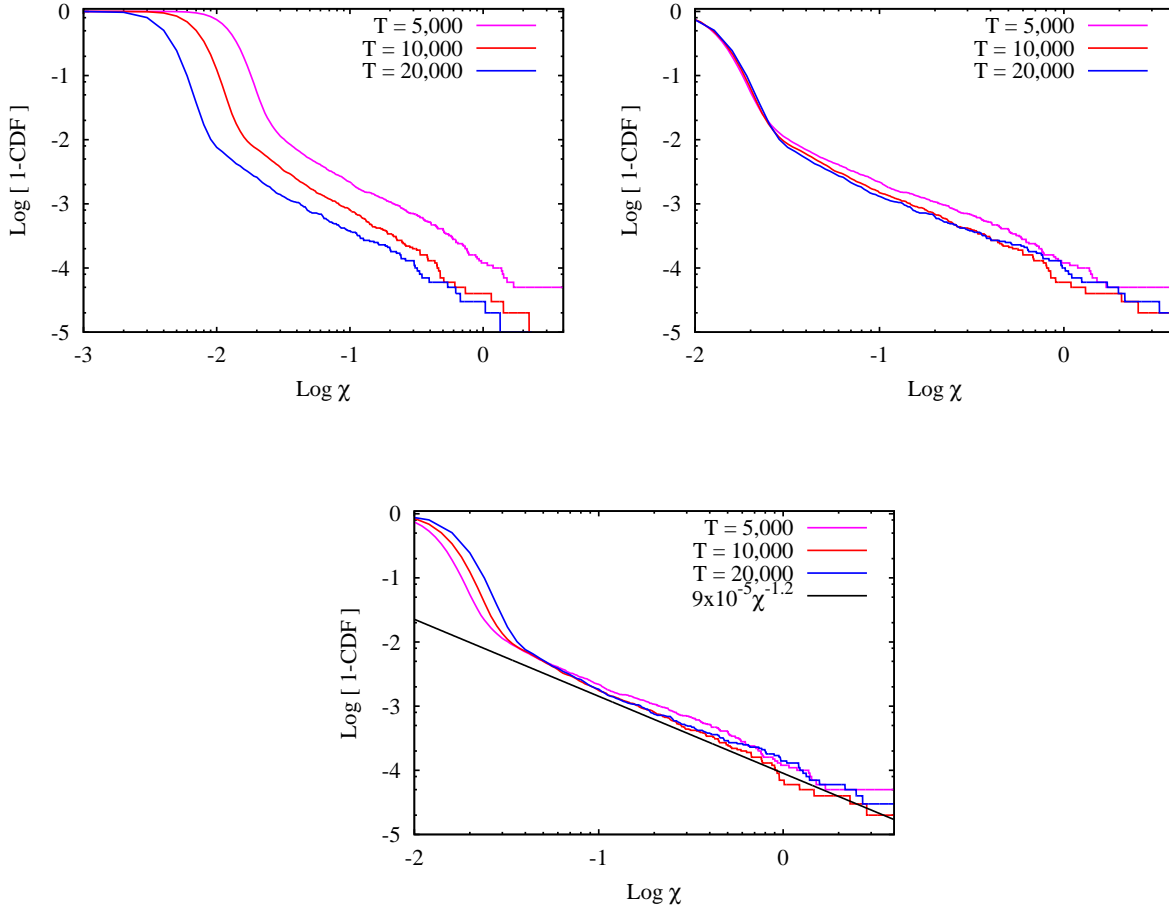 0
-1
-2
-3
-4
-5
-3
-2
-1
0
Log [ 1-CDF ]
Log χ
T = 5,000
T = 10,000
T = 20,000
0
-1
-2
-3
-4
-5
-2
-1
0
Log [ 1-CDF ]
Log χ
T = 5,000
T = 10,000
T = 20,000
0
-1
-2
-3
-4
-5
-2
-1
0
Log [ 1-CDF ]
Log χ
T = 5,000
T = 10,000
T = 20,000
9x10⁻⁵χ⁻¹·²